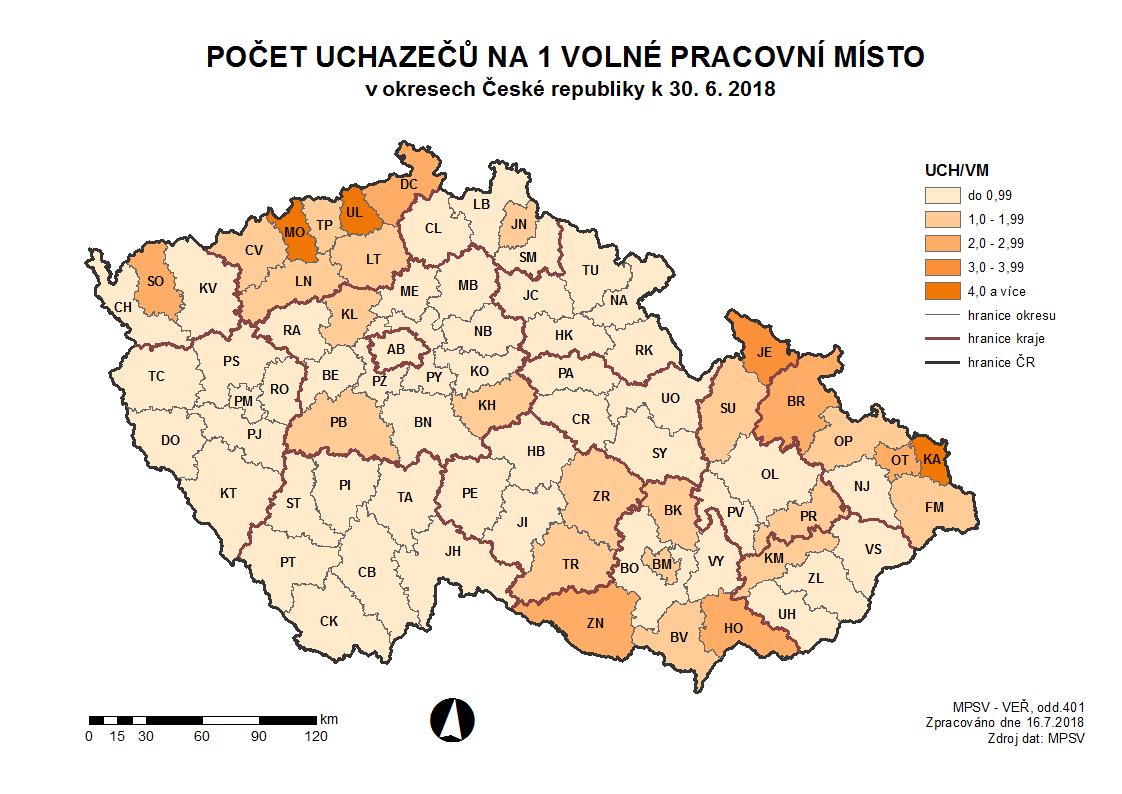 POČET UCHAZEČŮ NA 1 VOLNÉ PRACOVNÍ MÍSTO
v okresech České republiky k 30. 6. 2018
UCH/VM
do 0,99
1,0 - 1,99
2,0 - 2,99
3,0 - 3,99
4,0 a více
hranice okresu
hranice kraje
hranice ČR
DC
LB
UL
TP
MO
JN
CL
CV
LT
SM
SO
LN
KV
TU
CH
ME
MB
JC
NA
KL
RA
NB
HK
AB
RK
JE
PS
KO
PA
TC
BE
PZ
PY
RO
PM
UO
BR
KH
SU
PB
BN
CR
PJ
DO
OP
HB
SY
OT
KA
OL
KT
PI
ST
TA
PE
ZR
NJ
FM
BK
PV
PR
JI
JH
VS
KM
PT
CB
TR
BO
BM
VY
ZL
CK
UH
ZN
HO
BV
km
0 15 30 60 90 120
MPSV - VEŘ, odd.401
Zpracováno dne 16.7.2018
Zdroj dat: MPSV